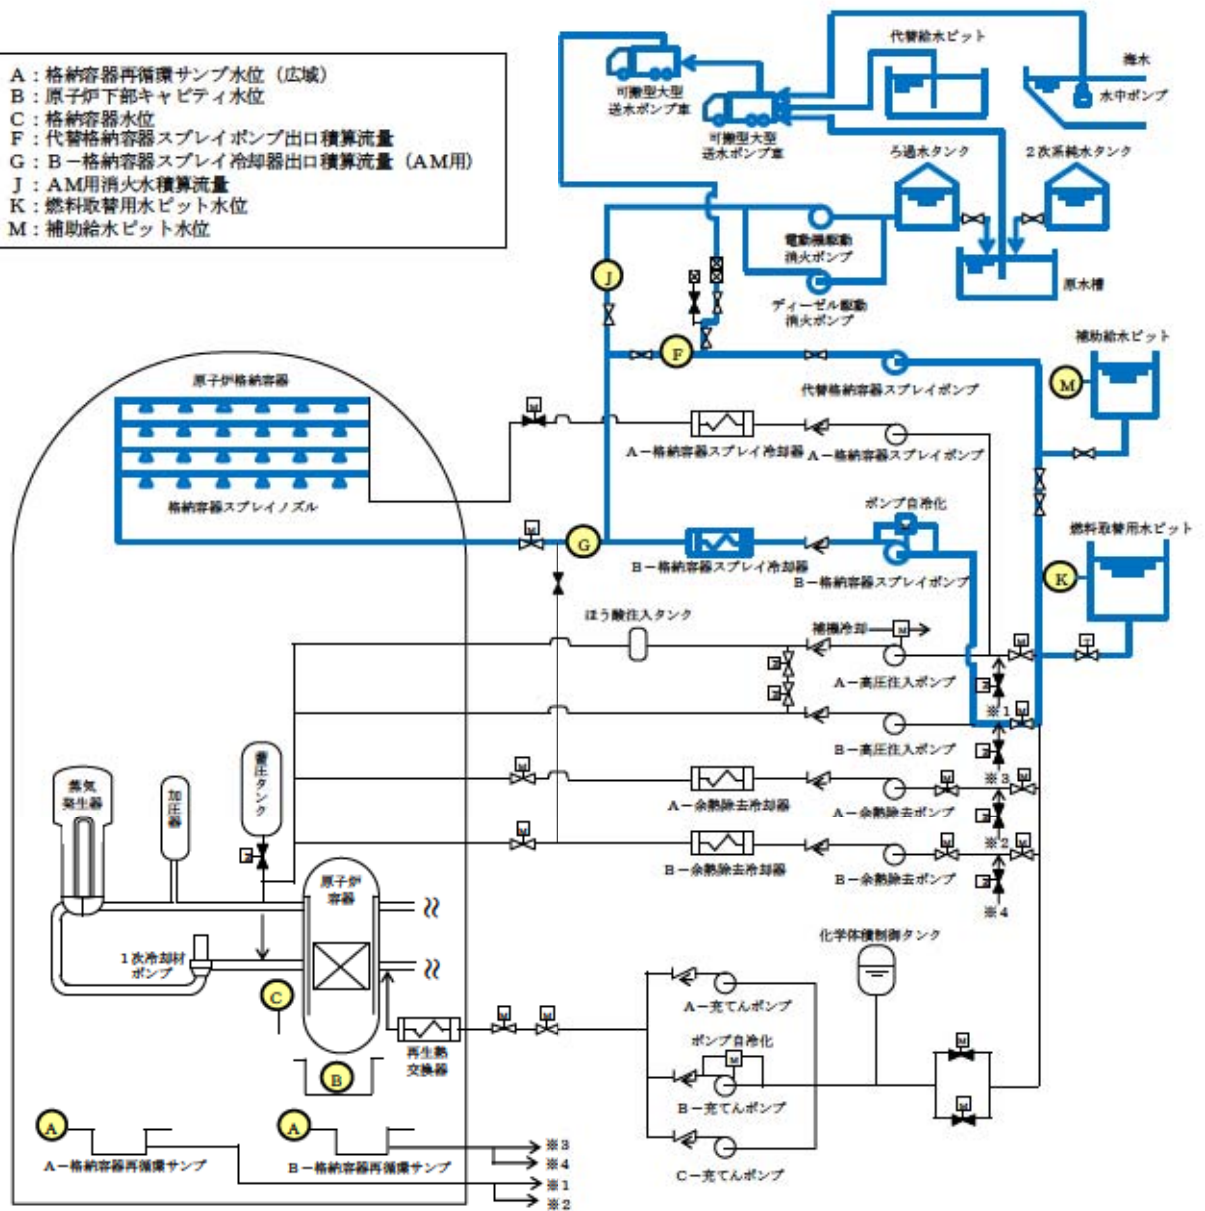 A：格納容器再循環サンプ水位（広域）
B：原子炉下部キャビティ水位
C：格納容器水位
F：代替格納容器スプレイポンプ出口積算流量
G：B－格納容器スプレイ冷却器出口積算流量（AM用）
J：AM用消火水積算流量
K：燃料取替用水ピット水位
M：補助給水ピット水位
代替給水ピット
海水
水中ポンプ
可搬型大型
送水ポンプ車
可搬型大型
送水ポンプ車
ろ過水タンク
2次系純水タンク
電動機駆動
消火ポンプ
原水槽
J
ディーゼル駆動
消火ポンプ
補助給水ピット
F
M
代替格納容器スプレイポンプ
原子炉格納容器
M
A－格納容器スプレイ冷却器
A－格納容器スプレイポンプ
格納容器スプレイノズル
ポンプ自冷化
M
M
G
燃料取替用水ピット
K
B－格納容器スプレイ冷却器
B－格納容器スプレイポンプ
ほう酸注入タンク
補機冷却
M
M
T
A－高圧注入ポンプ
M
M
M
※1
M
B－高圧注入ポンプ
M
※3
蒸気
発生器
加圧器
蓄圧タンク
M
M
M
M
A－余熱除去冷却器
A－余熱除去ポンプ
M
※2
M
M
M
B－余熱除去冷却器
B－余熱除去ポンプ
M
※4
原子炉
容器
1次冷却材
ポンプ
化学体積制御タンク
C
A－充てんポンプ
M
M
ポンプ自冷化
M
再生熱
交換器
B
B－充てんポンプ
M
M
A
A
A－格納容器再循環サンプ
B－格納容器再循環サンプ
※3
※4
※1
※2
C－充てんポンプ